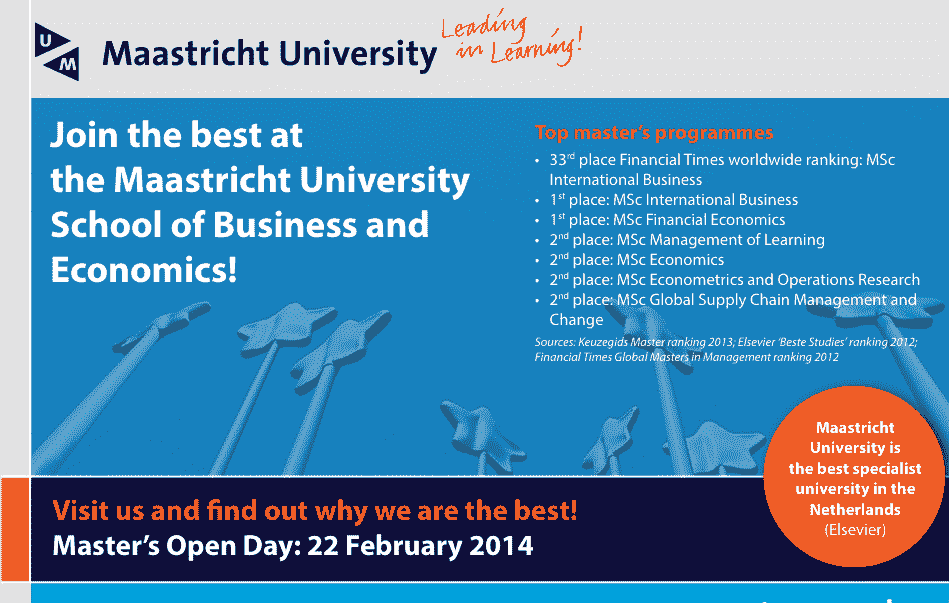 U
M
Maastricht University
Leading
in Learning!
Join the best at
the Maastricht University
School of Business and
Economics!
Top master's programmes
• 33rd place Financial Times worldwide ranking: MSc
International Business
• 1st place: MSc International Business
• 1st place: MSc Financial Economics
• 2nd place: MSc Management of Learning
• 2nd place: MSc Economics
• 2nd place: MSc Econometrics and Operations Research
• 2nd place: MSc Global Supply Chain Management and
Change
Sources: Keuzegids Master ranking 2013; Elsevier 'Beste Studies' ranking 2012;
Financial Times Global Masters in Management ranking 2012
Maastricht
University is
the best specialist
university in the
Netherlands
(Elsevier)
Visit us and find out why we are the best!
Master's Open Day: 22 February 2014